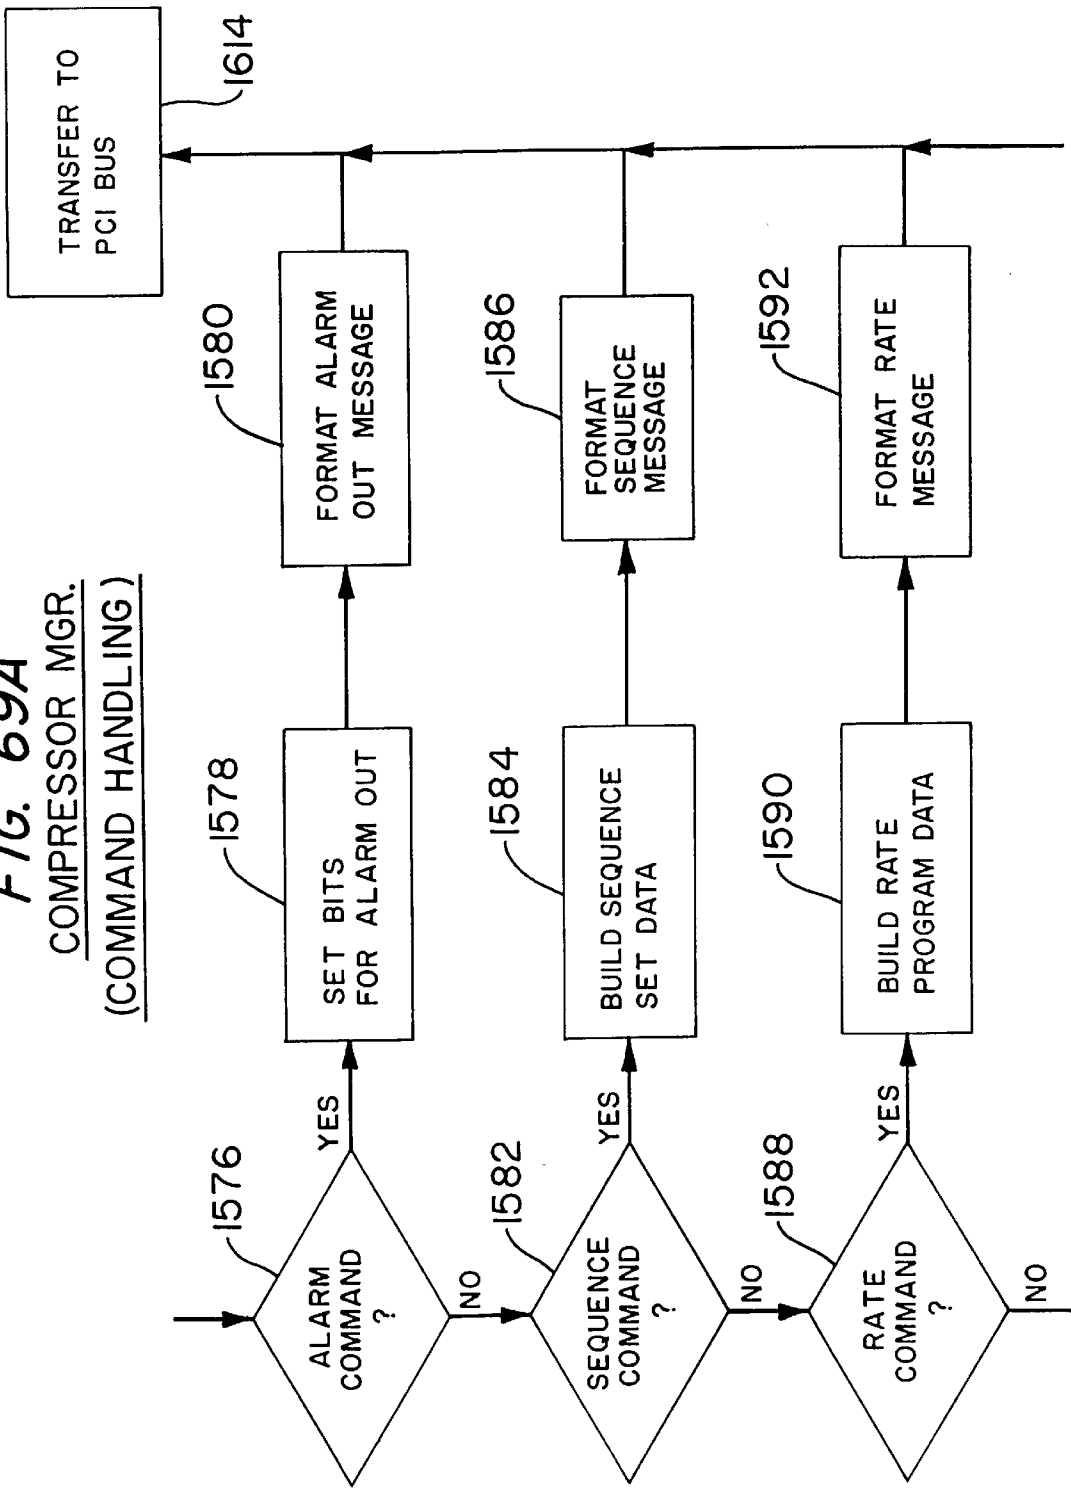 FIG. 69A
COMPRESSOR MGR.
(COMMAND HANDLING)
TRANSFER TO
PCI BUS
1614
ALARM
COMMAND
?
1576
YES
NO
SET BITS
FOR ALARM OUT
1578
FORMAT ALARM
OUT MESSAGE
1580
SEQUENCE
COMMAND
?
1582
YES
NO
BUILD SEQUENCE
SET DATA
1584
FORMAT
SEQUENCE
MESSAGE
1586
RATE
COMMAND
?
1588
YES
NO
BUILD RATE
PROGRAM DATA
1590
FORMAT RATE
MESSAGE
1592